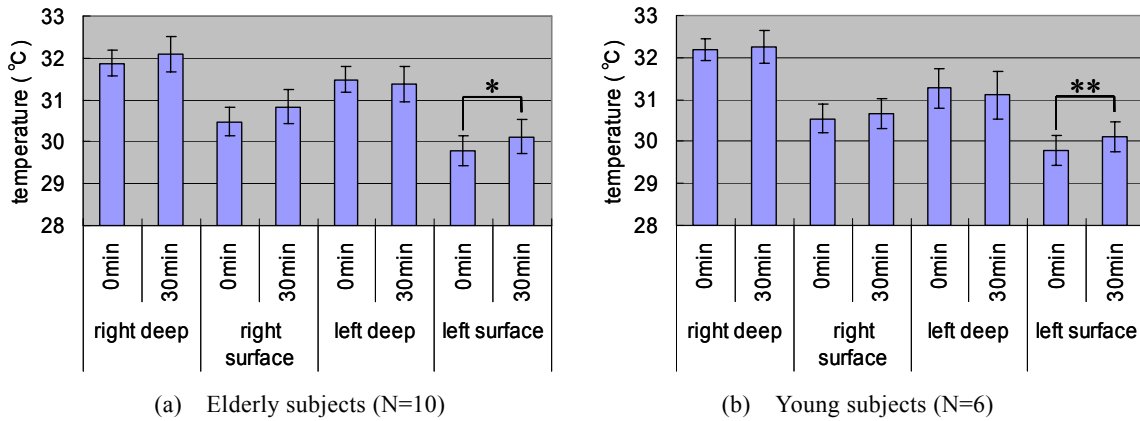 temperature (℃)
33
32
31
30
29
28
*
0min 30min 0min 30min 0min 30min 0min 30min
right deep right surface left deep left surface
(a) Elderly subjects (N=10)
temperature (℃)
33
32
31
30
29
28
**
0min 30min 0min 30min 0min 30min 0min 30min
right deep right surface left deep left surface
(b) Young subjects (N=6)